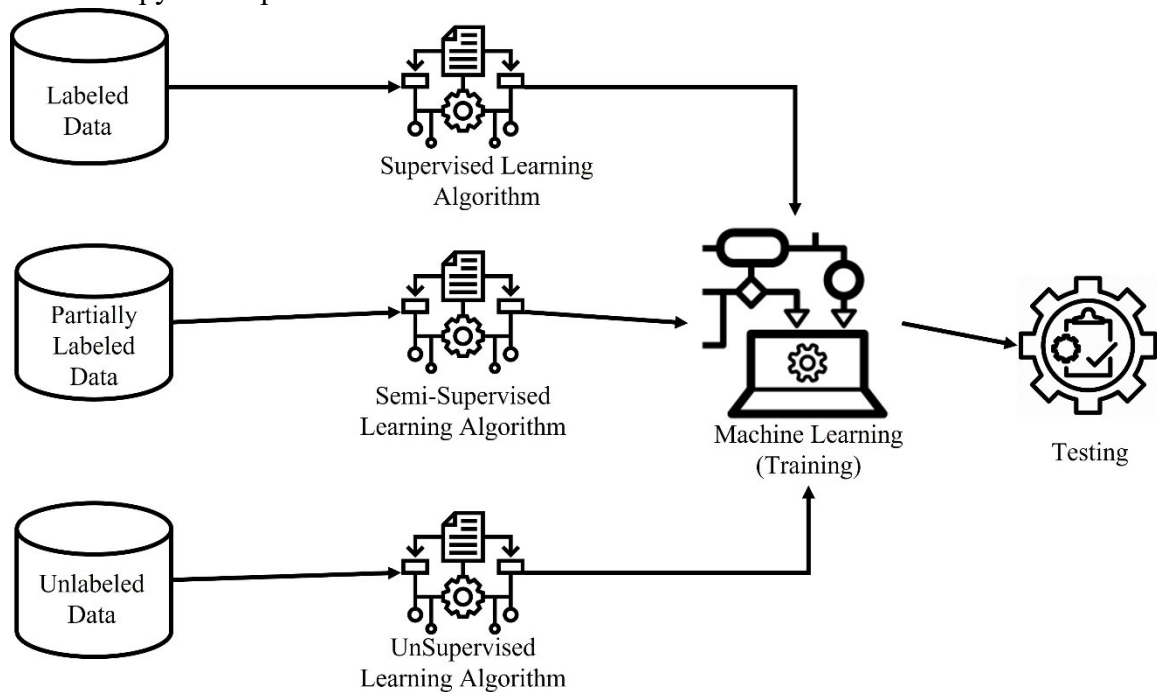 Labeled
Data
Supervised Learning
Algorithm
Partially
Labeled
Data
Semi-Supervised
Learning Algorithm
Machine Learning
(Training)
Testing
Unlabeled
Data
UnSupervised
Learning Algorithm